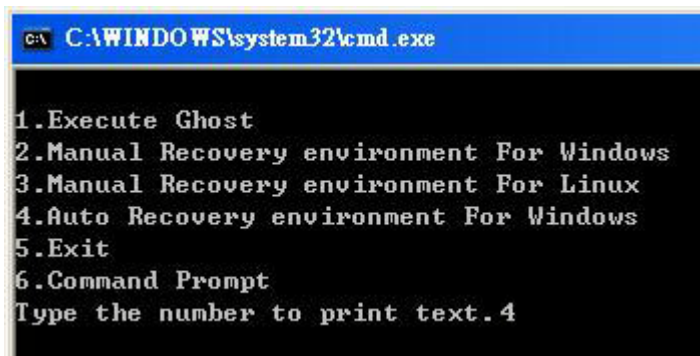 C:\WINDOWS\system32\cmd.exe
1.Execute Ghost
2.Manual Recovery environment For Windows
3.Manual Recovery environment For Linux
4.Auto Recovery environment For Windows
5.Exit
6.Command Prompt
Type the number to print text.4